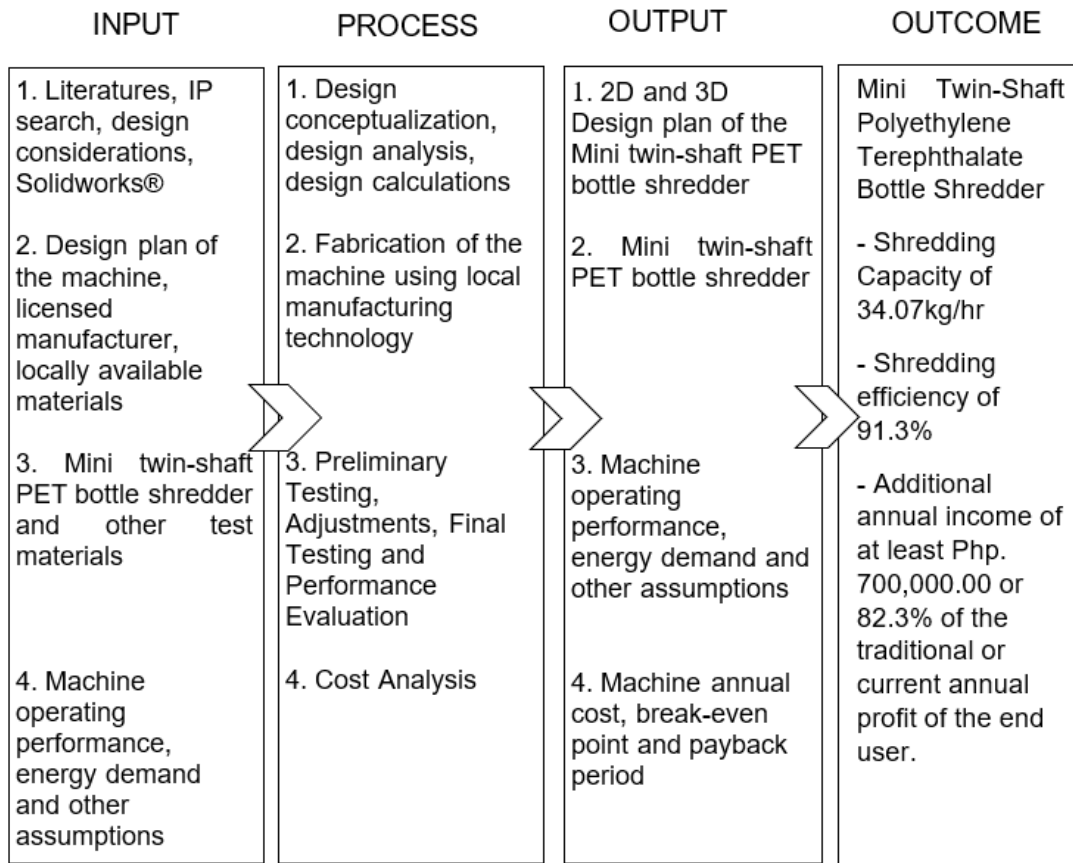 INPUT
1. Literatures, IP
search, design
considerations,
Solidworks®
2. Design plan of
the machine,
licensed
manufacturer,
locally available
materials
3. Mini twin-shaft
PET bottle shredder
and other test
materials
4. Machine
operating
performance,
energy demand
and other
assumptions
PROCESS
1. Design
conceptualization,
design analysis,
design calculations
2. Fabrication of the
machine using local
manufacturing
technology
3. Preliminary
Testing,
Adjustments, Final
Testing and
Performance
Evaluation
4. Cost Analysis
OUTPUT
1. 2D and 3D
Design plan of the
Mini twin-shaft PET
bottle shredder
2. Mini twin-shaft
PET bottle shredder
3. Machine
operating
performance,
energy demand and
other assumptions
4. Machine annual
cost, break-even
point and payback
period
OUTCOME
Mini Twin-Shaft
Polyethylene
Terephthalate
Bottle Shredder
- Shredding
Capacity of
34.07kg/hr
- Shredding
efficiency of
91.3%
- Additional
annual income of
at least Php.
700,000.00 or
82.3% of the
traditional or
current annual
profit of the end
user.